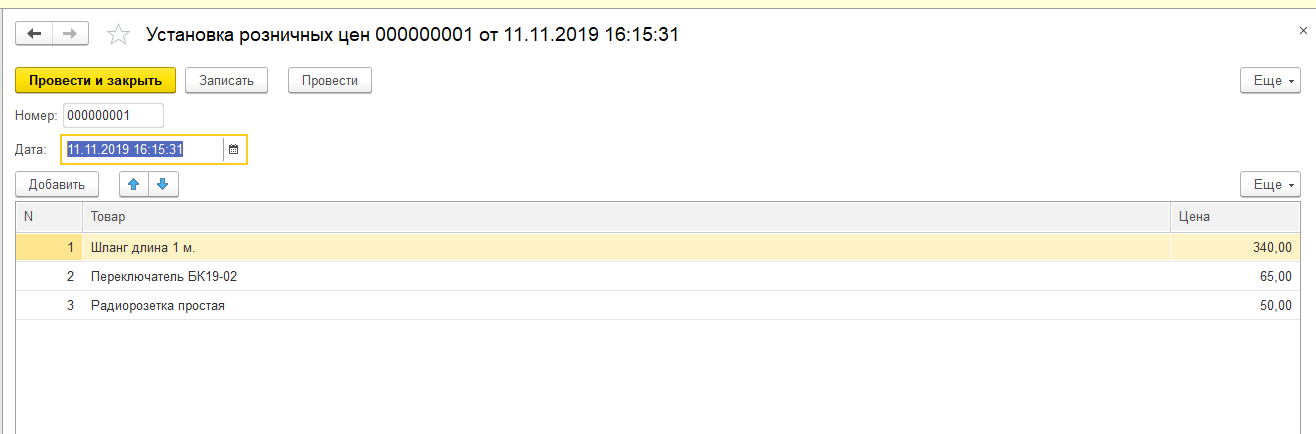 Установка розничных цен 000000001 от 11.11.2019 16:15:31
Провести и закрыть Записать Провести Еще
Номер: 000000001
Дата: 11.11.2019 16:15:31
Добавить Еще
N Товар Цена
1 Шланг длина 1 м. 340,00
2 Переключатель БК19-02 65,00
3 Радиорозетка простая 50,00